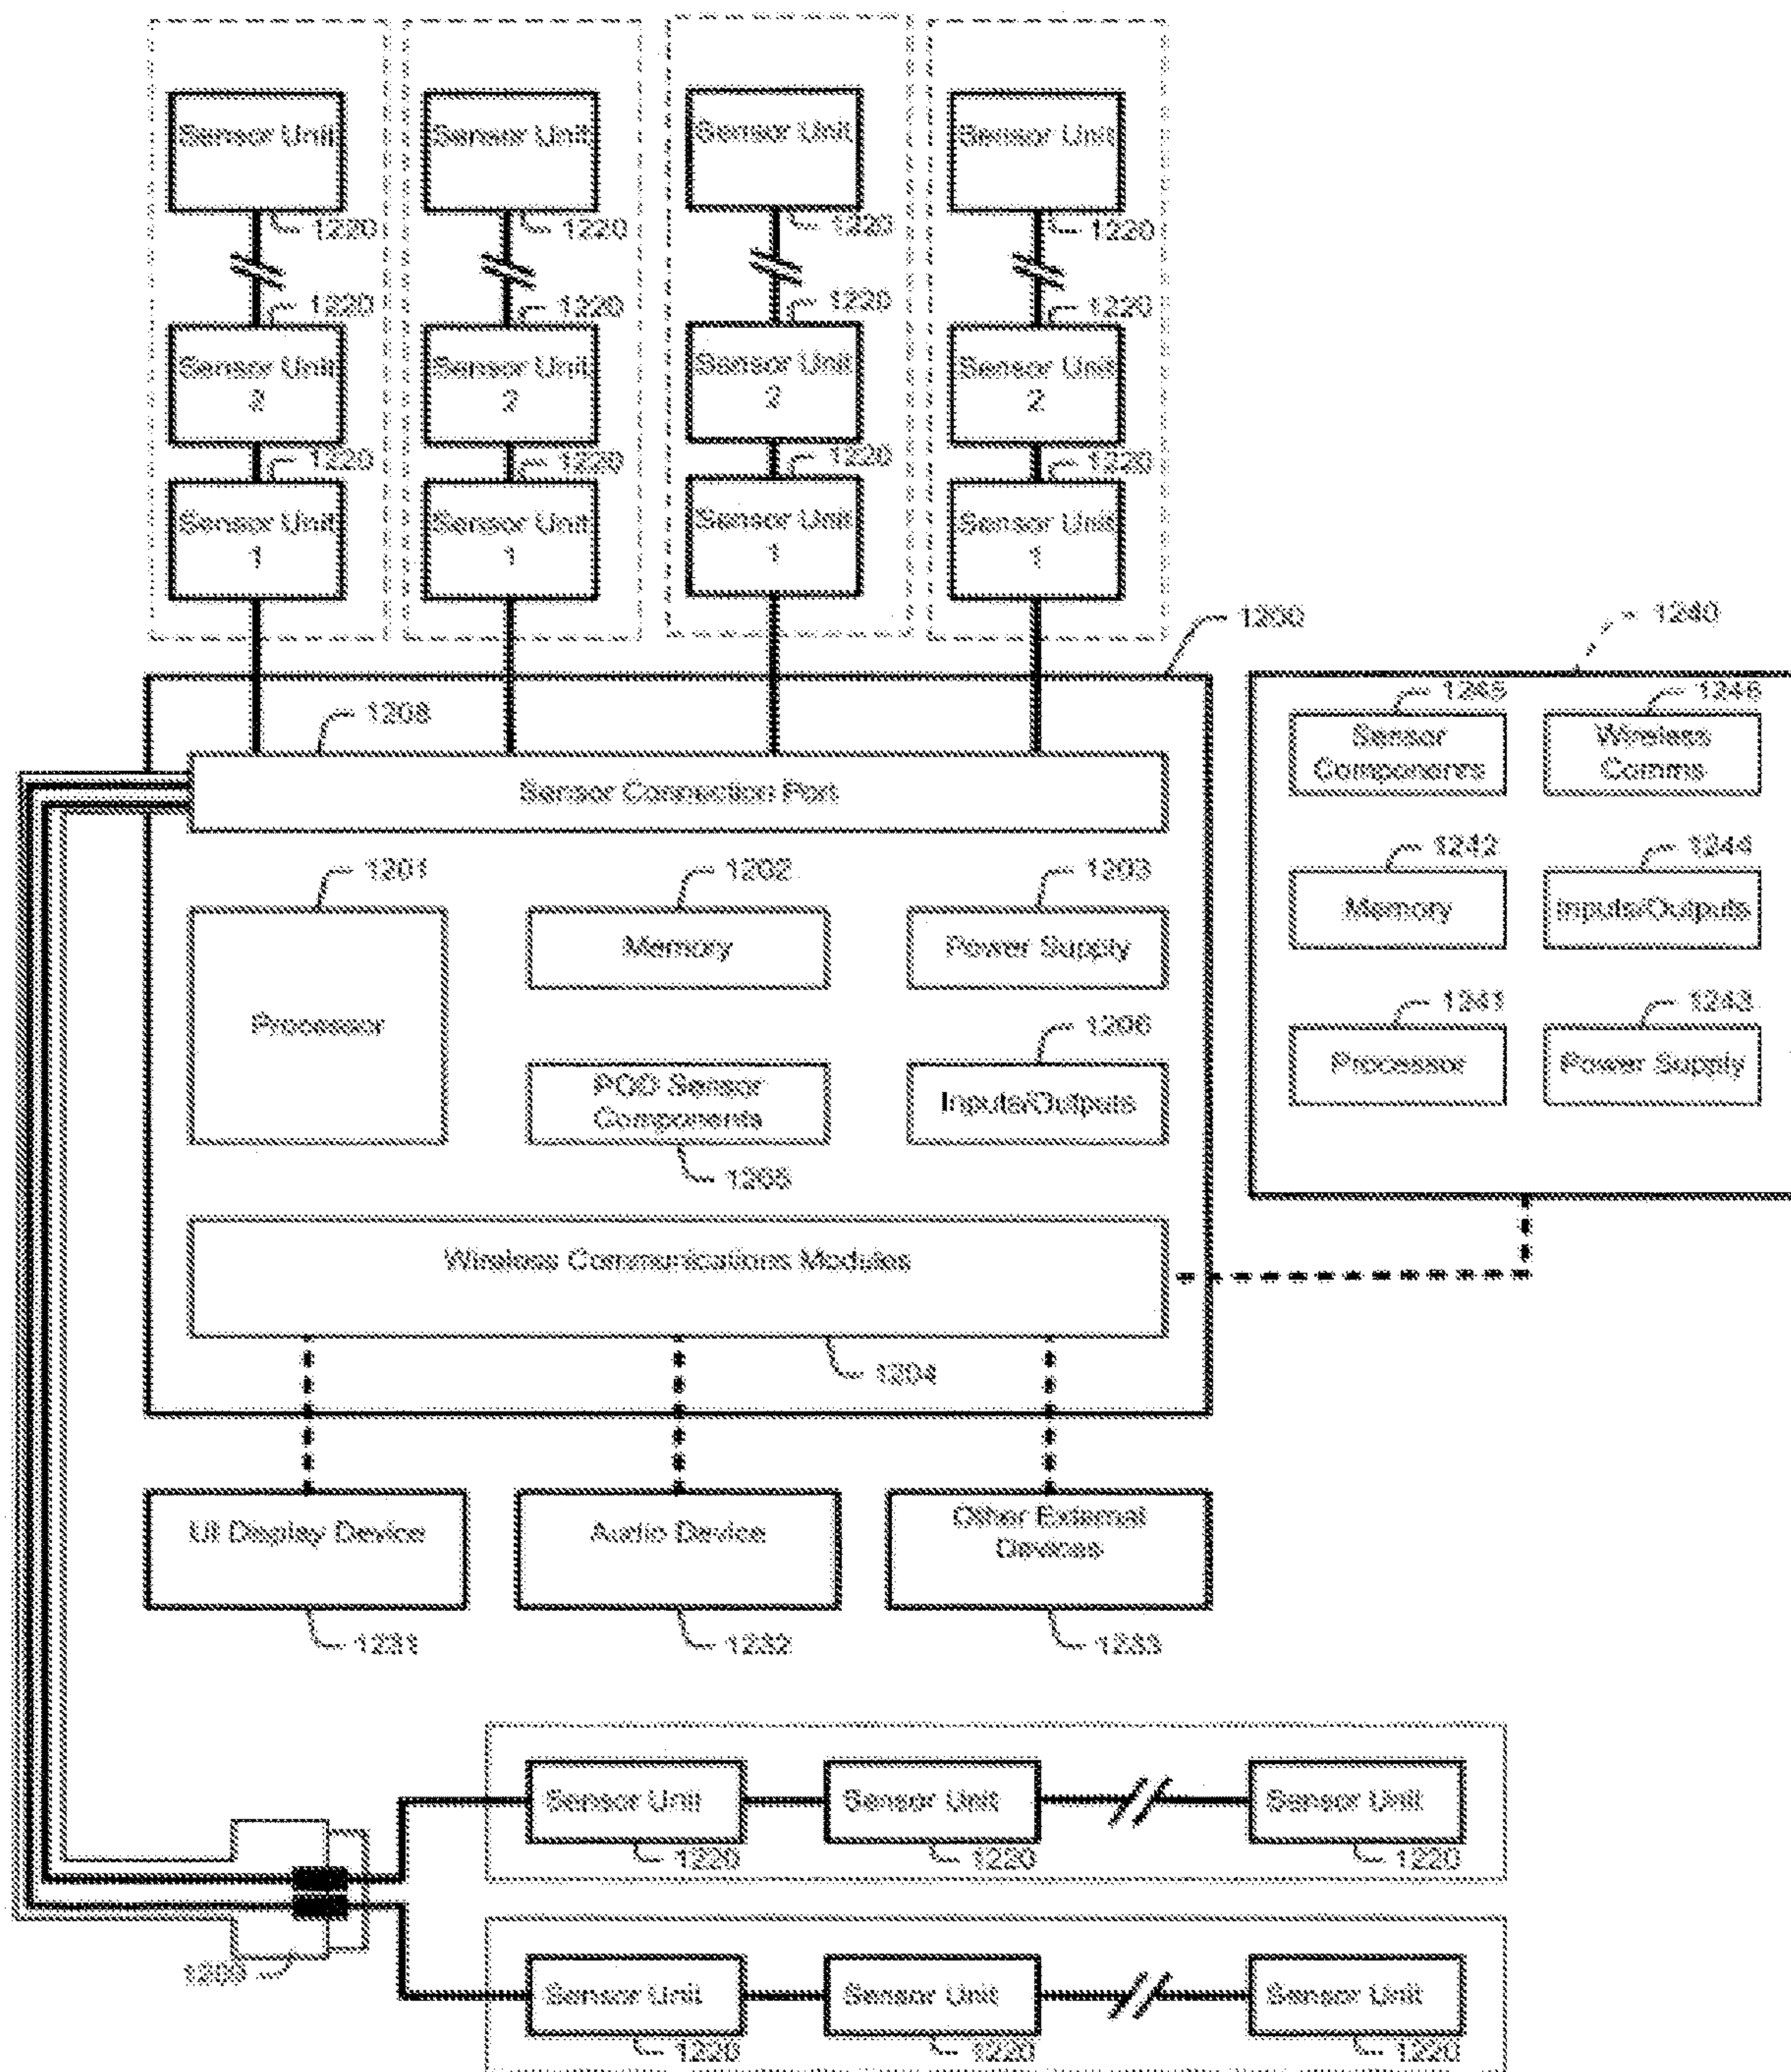 Sensor Unit
Sensor Unit
Sensor Unit
Sensor Unit
1220
1220
1220
1220
1220
1220
1220
1220
Sensor Unit
2
Sensor Unit
2
Sensor Unit
2
Sensor Unit
2
1220
1220
1220
1220
Sensor Unit
1
Sensor Unit
1
Sensor Unit
1
Sensor Unit
1
1200
1240
1208
Sensor Connection Port
1245
1246
Sensor
Components
Wireless
Comms
1201
1202
1203
1242
1244
Processor
Memory
Power Supply
Memory
Inputs/Outputs
1206
1241
1243
POD Sensor
Components
Inputs/Outputs
Processor
Power Supply
1205
Wireless Communications Modules
1204
UI Display Device
Audio Device
Other External
Devices
1231
1232
1233
Sensor Unit
Sensor Unit
Sensor Unit
1220
1220
1220
1209
Sensor Unit
Sensor Unit
Sensor Unit
1220
1220
1220